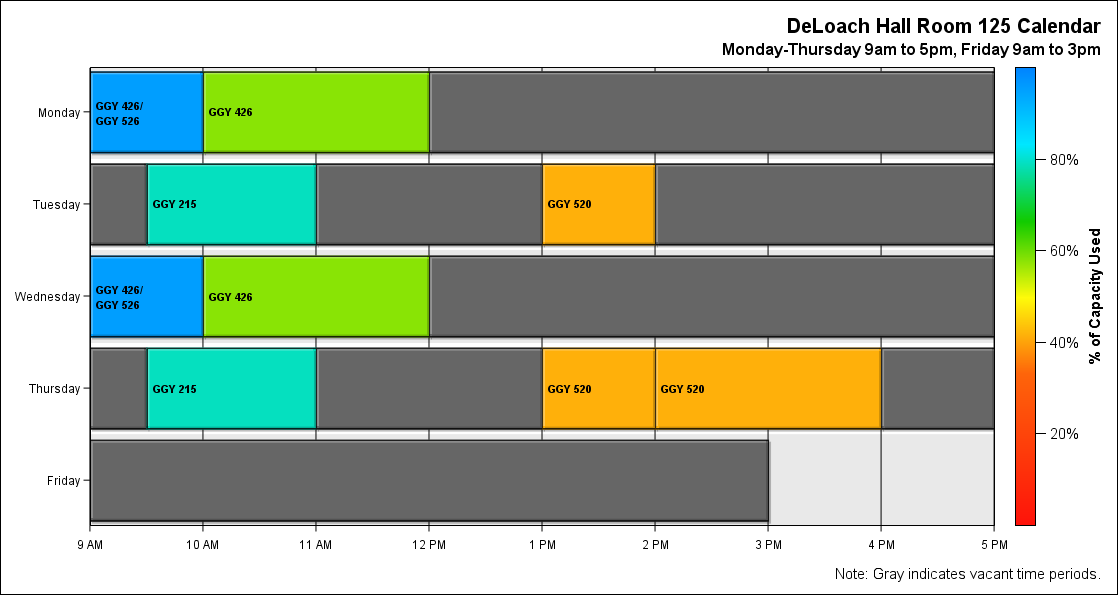 DeLoach Hall Room 125 Calendar
Monday-Thursday 9am to 5pm, Friday 9am to 3pm
Monday
GGY 426/
GGY 526
GGY 426
Tuesday
GGY 215
GGY 520
Wednesday
GGY 426/
GGY 526
GGY 426
Thursday
GGY 215
GGY 520
GGY 520
Friday
9 AM
10 AM
11 AM
12 PM
1 PM
2 PM
3 PM
4 PM
5 PM
80%
60%
40%
20%
% of Capacity Used
Note: Gray indicates vacant time periods.